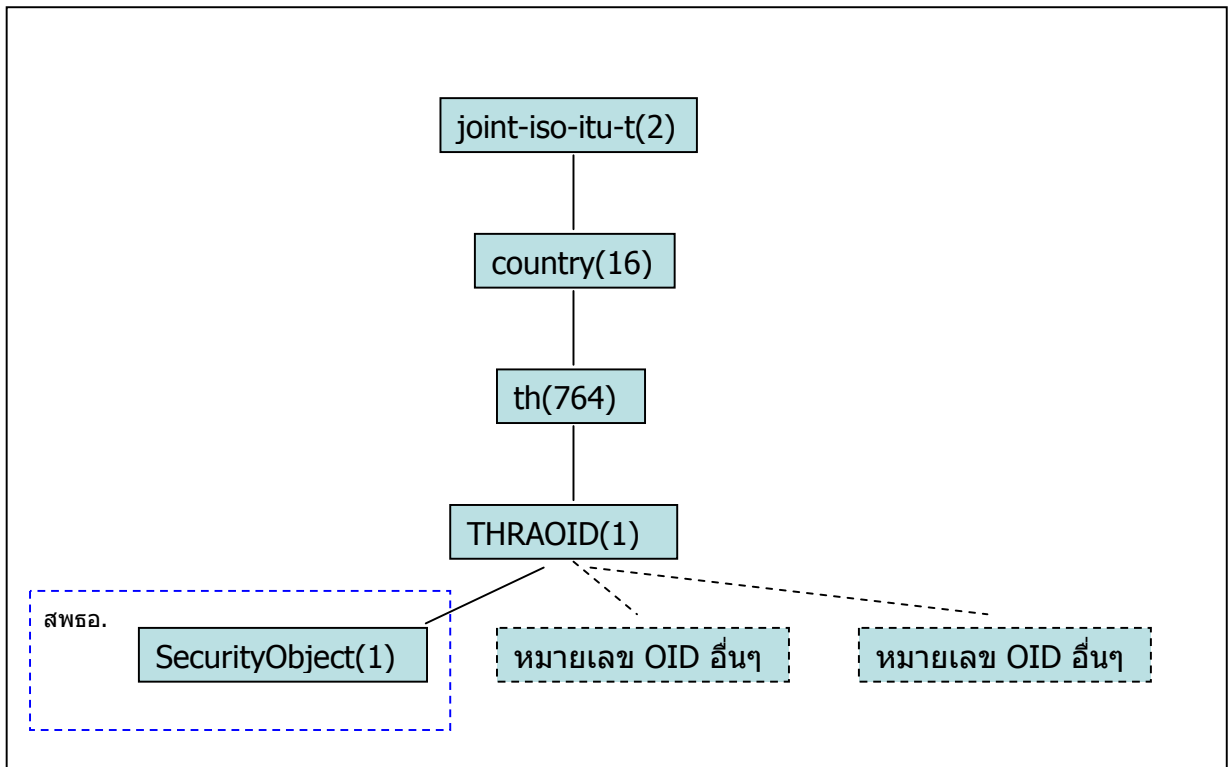 joint-iso-itu-t(2)
country(16)
th(764)
THRAOID(1)
สพธอ.
SecurityObject(1)
หมายเลข OID อื่นๆ
หมายเลข OID อื่นๆ